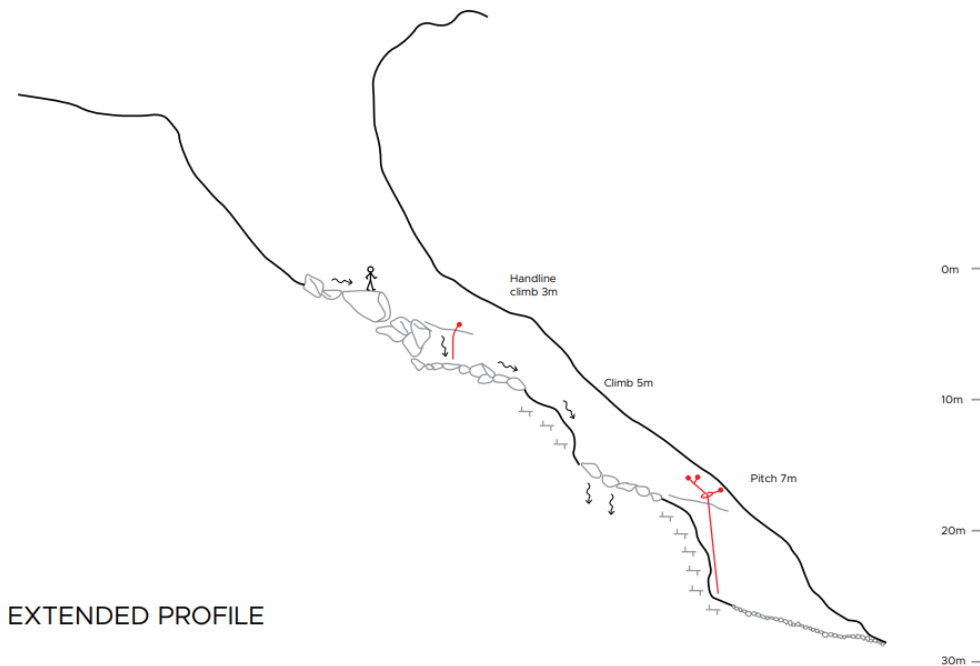 0m
Handline
climb 3m
Climb 5m
10m
Pitch 7m
20m
EXTENDED PROFILE
30m